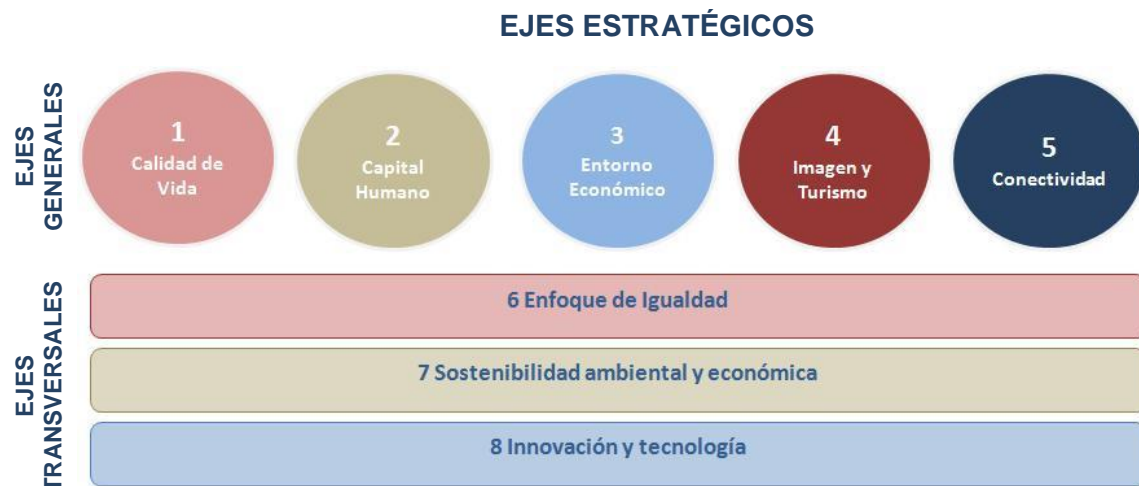 EJES ESTRATÉGICOS
EJES
GENERALES
1
Calidad de
Vida
2
Capital
Humano
3
Entorno
Económico
4
Imagen y
Turismo
5
Conectividad
EJES
TRANSVERSALES
6 Enfoque de Igualdad
7 Sostenibilidad ambiental y económica
8 Innovación y tecnología